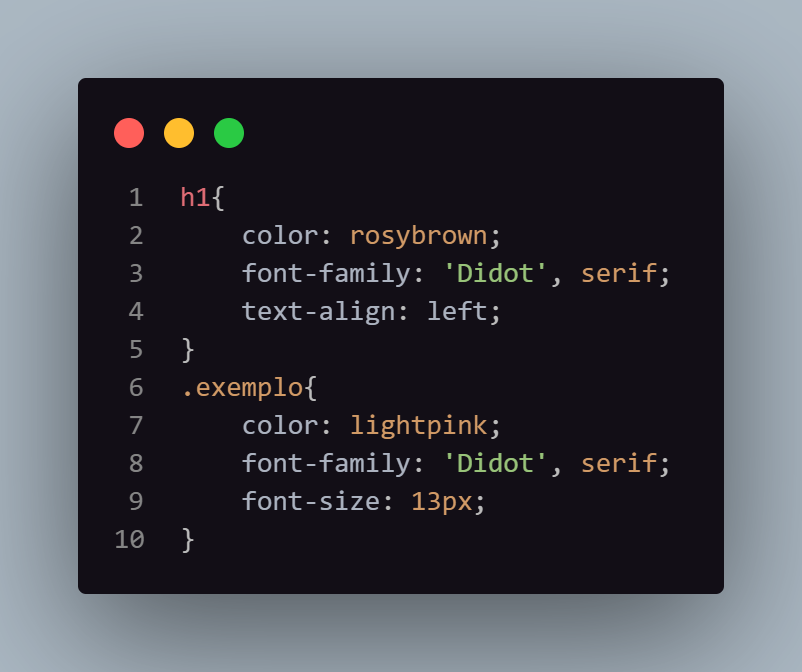 1 h1{
2     color: rosybrown;
3     font-family: 'Didot', serif;
4     text-align: left;
5 }
6 .exemplo{
7     color: lightpink;
8     font-family: 'Didot', serif;
9     font-size: 13px;
10 }